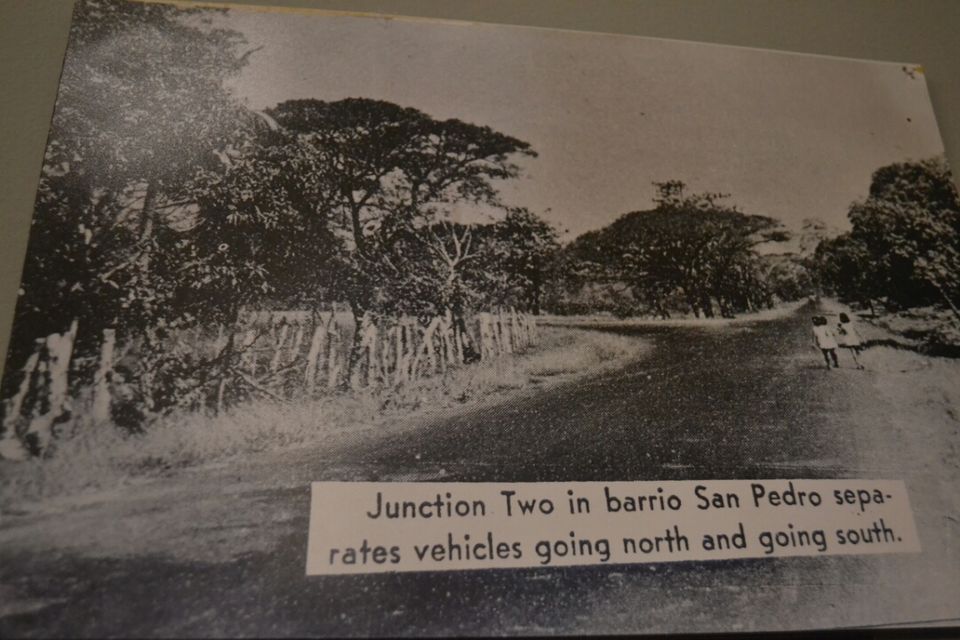 Junction Two in barrio San Pedro sepa-
rates vehicles going north and going south.